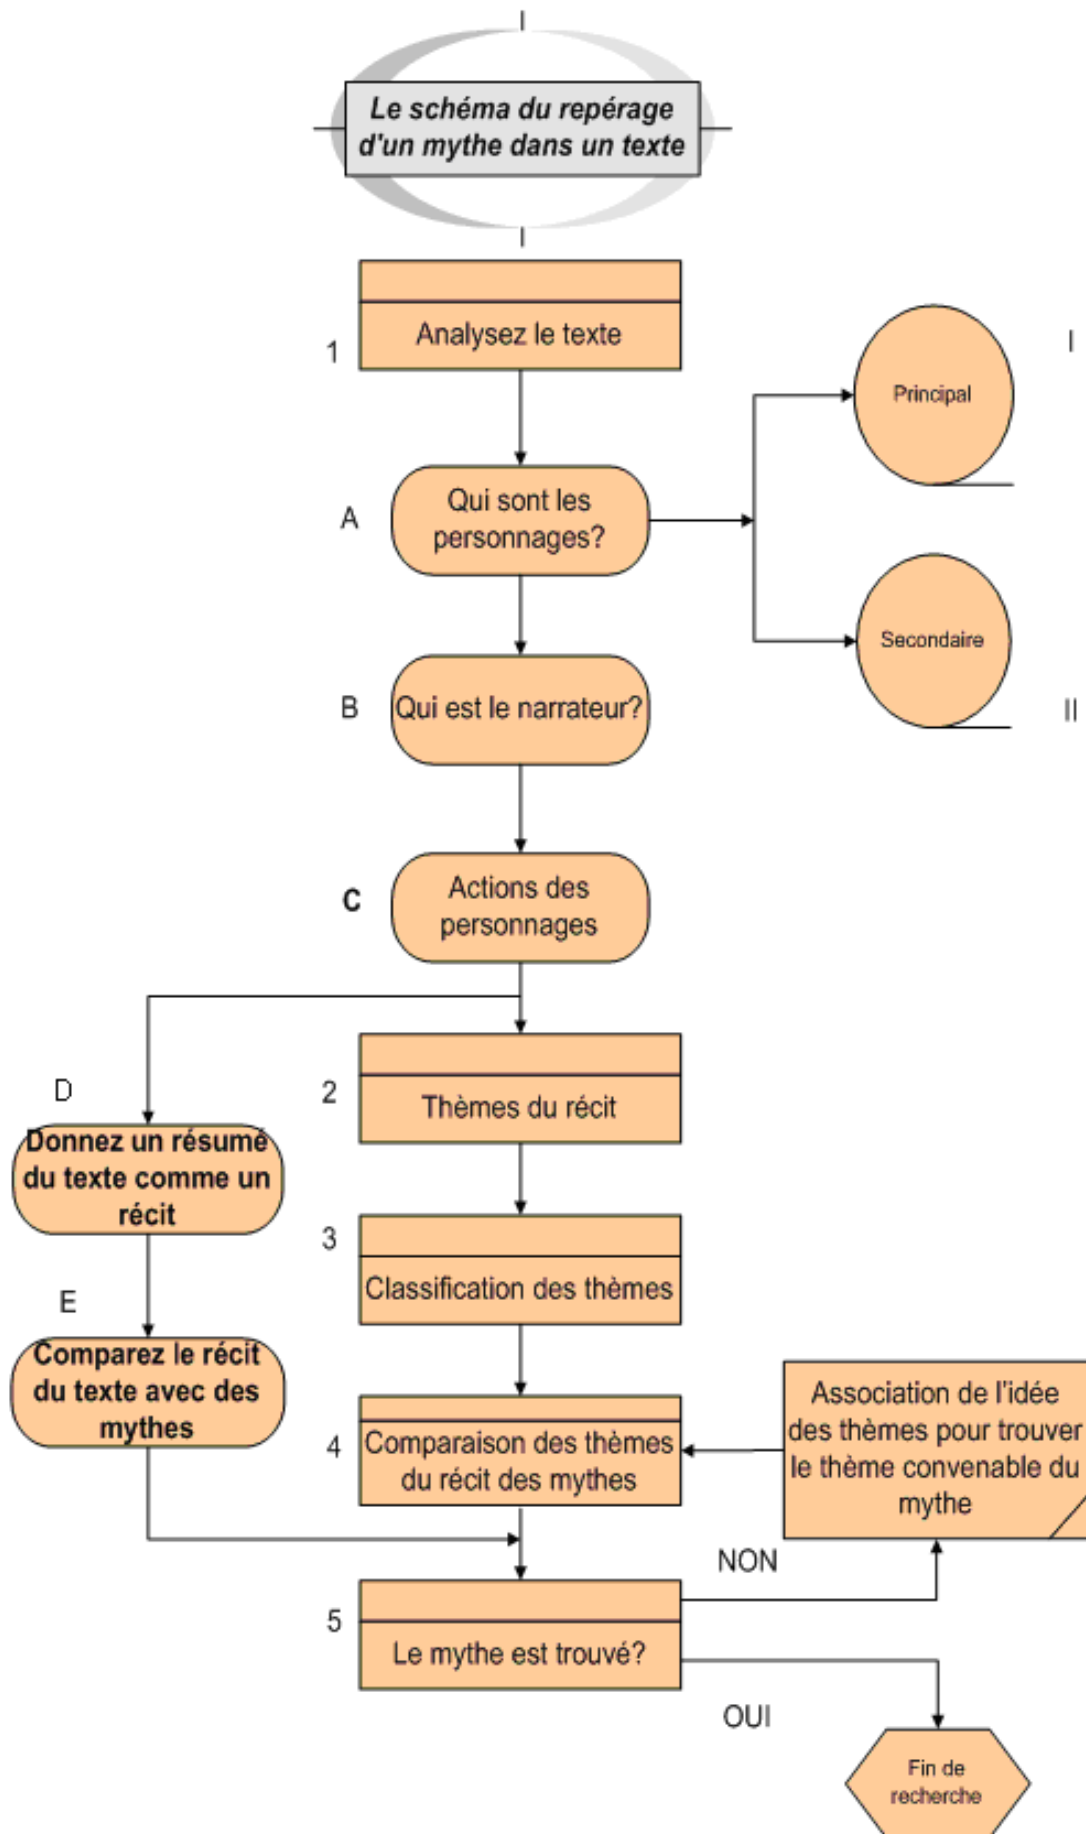 Le schéma du repérage
d'un mythe dans un texte
1
Analysez le texte
I
Principal
A
Qui sont les
personnages?
Secondaire
II
B
Qui est le narrateur?
C
Actions des
personnages
D
Donnez un résumé
du texte comme un
récit
2
Thèmes du récit
3
Classification des thèmes
E
Comparez le récit
du texte avec des
mythes
4
Comparaison des thèmes
du récit des mythes
Association de l'idée
des thèmes pour trouver
le thème convenable du
mythe
NON
5
Le mythe est trouvé?
OUI
Fin de
recherche